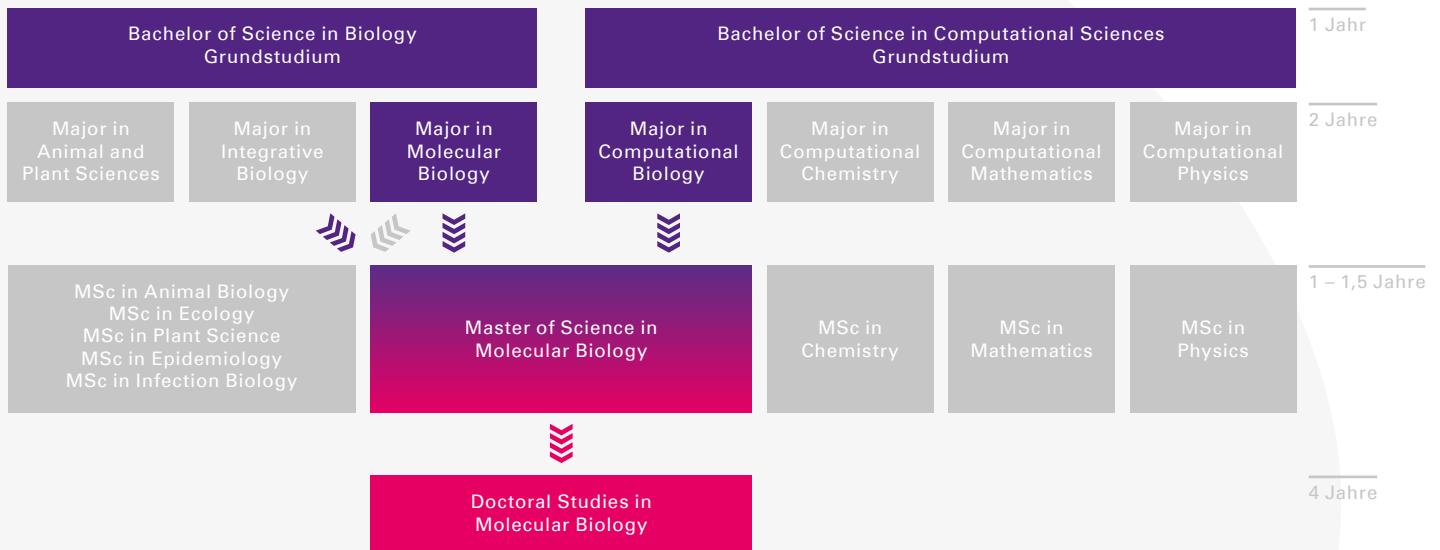 Bachelor of Science in Biology
Grundstudium
Bachelor of Science in Computational Sciences
Grundstudium
1 Jahr
Major in
Animal and
Plant Sciences
Major in
Integrative
Biology
Major in
Molecular
Biology
Major in
Computational
Biology
Major in
Computational
Chemistry
Major in
Computational
Mathematics
Major in
Computational
Physics
2 Jahre
MSc in Animal Biology
MSc in Ecology
MSc in Plant Science
MSc in Epidemiology
MSc in Infection Biology
Master of Science in
Molecular Biology
MSc in
Chemistry
MSc in
Mathematics
MSc in
Physics
1 – 1,5 Jahre
Doctoral Studies in
Molecular Biology
4 Jahre